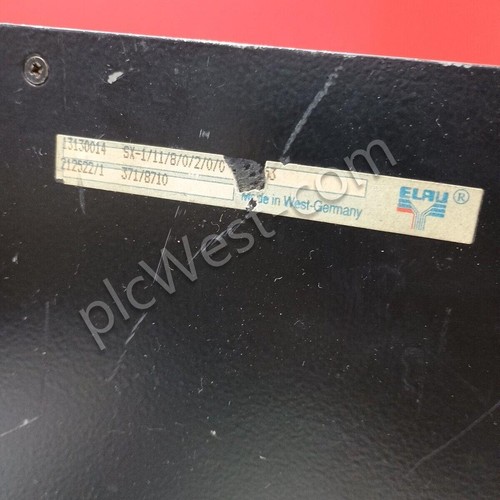 13130014 SX-1/11/8/0/2/0/0
212522/1 371/8710
Made in West-Germany
ELAU ®
plcWest.com